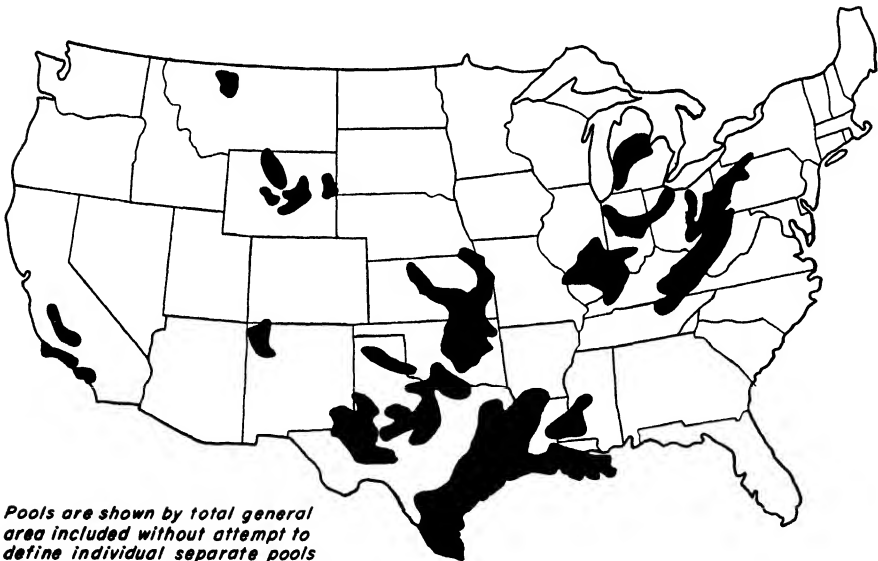 Pools are shown by total general
area included without attempt to
define individual separate pools